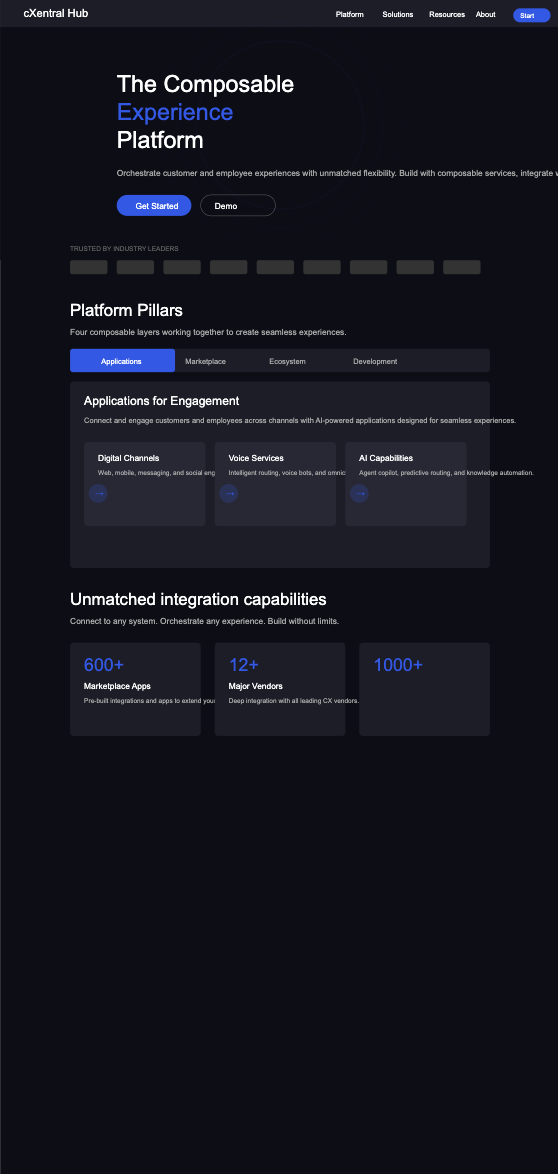 cXentral Hub
Platform Solutions Resources About Start
The Composable
Experience
Platform
Orchestrate customer and employee experiences with unmatched flexibility. Build with composable services, integrate
Get Started Demo
TRUSTED BY INDUSTRY LEADERS
Platform Pillars
Four composable layers working together to create seamless experiences.
Applications Marketplace Ecosystem Development
Applications for Engagement
Connect and engage customers and employees across channels with AI-powered applications designed for seamless experiences.
Digital Channels
Web, mobile, messaging, and social eng
→
Voice Services
Intelligent routing, voice bots, and omnic
→
AI Capabilities
Agent copilot, predictive routing, and knowledge automation.
→
Unmatched integration capabilities
Connect to any system. Orchestrate any experience. Build without limits.
600+
Marketplace Apps
Pre-built integrations and apps to extend your
12+
Major Vendors
Deep integration with all leading CX vendors.
1000+